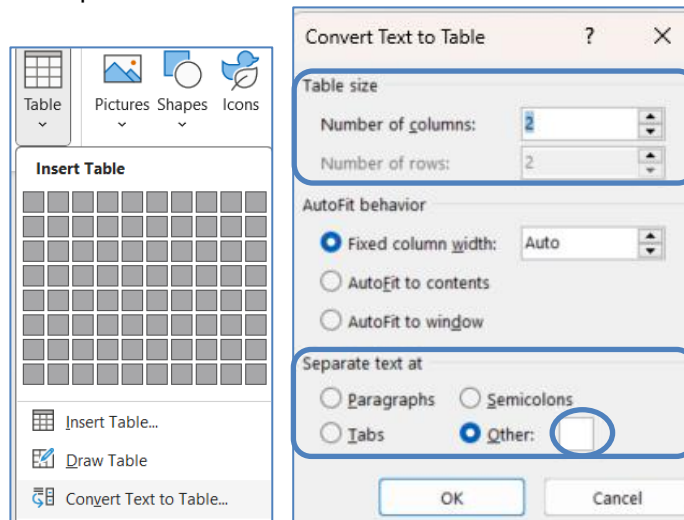 Table
Pictures
Shapes
Icons
Insert Table
Insert Table...
Draw Table
Convert Text to Table...
Convert Text to Table ?
Table size
Number of columns: 2
Number of rows: 2
AutoFit behavior
Fixed column width: Auto
AutoFit to contents
AutoFit to window
Separate text at
Paragraphs Semicolons
Tabs Other:
OK Cancel